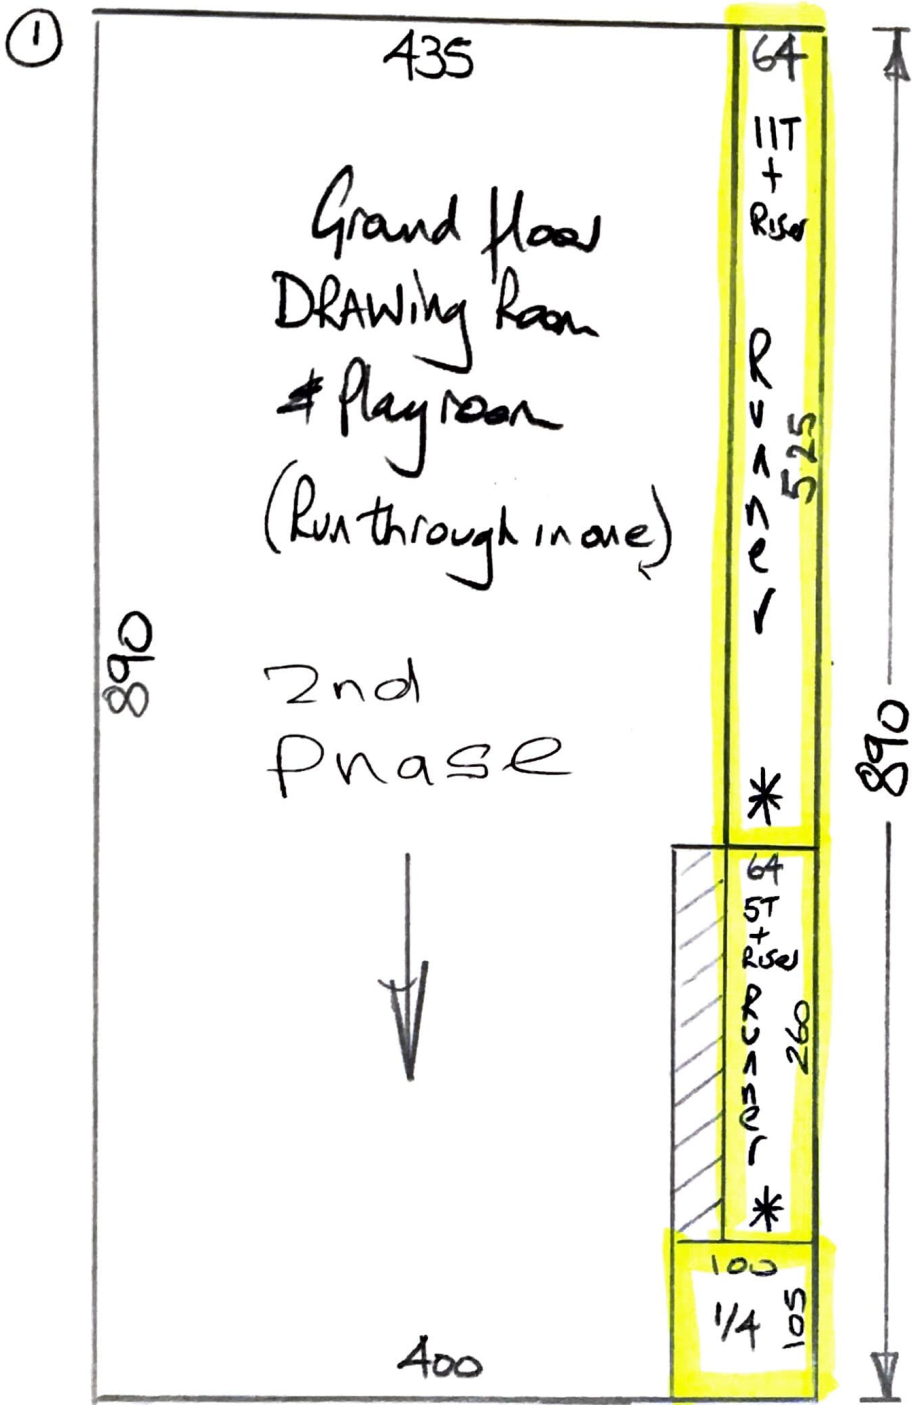 1
435
Grand floor
DRAWing Room
& Playroom
(Run through in one)
890
2nd
Phase
400
64
11T
+
Riser
Runner
525
*
64
5T
+
Riser
Runner
260
*
100
1/4
105
890